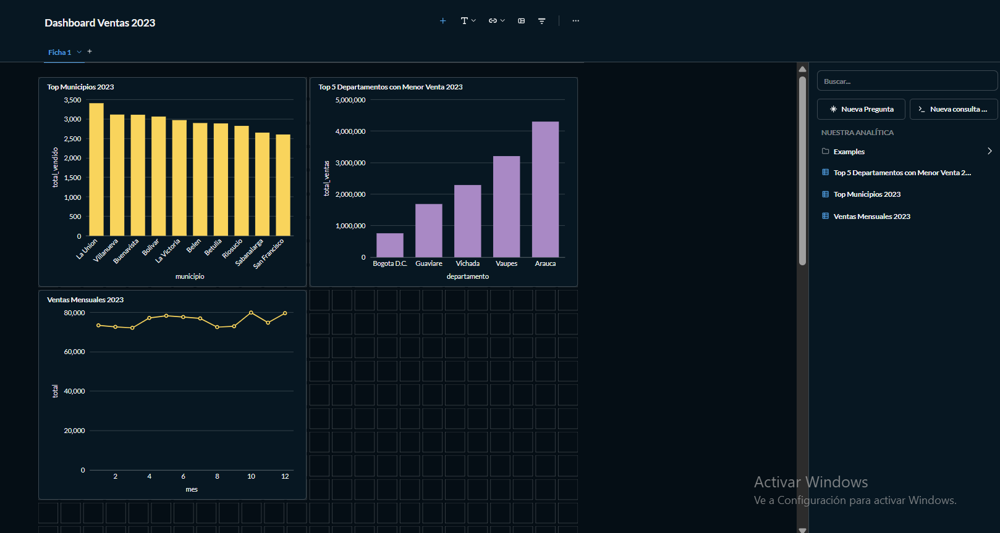 Dashboard Ventas 2023
Ficha 1
Top Municipios 2023
3,500
3,000
2,500
2,000
1,500
1,000
500
0
total_vendido
La Union
Villanueva
Buenavista
Bolivar
La Victoria
Belen
Betulia
Riosucio
Sabanalarga
San Francisco
municipio
Top 5 Departamentos con Menor Venta 2023
5,000,000
4,000,000
3,000,000
2,000,000
1,000,000
0
total_ventas
Bogota D.C.
Guaviare
Vichada
Vaupes
Arauca
departamento
Ventas Mensuales 2023
80,000
60,000
40,000
20,000
0
total
2
4
6
8
10
12
mes
Buscar...
Nueva Pregunta
Nueva consulta ...
NUESTRA ANALÍTICA
Examples
Top 5 Departamentos con Menor Venta 2...
Top Municipios 2023
Ventas Mensuales 2023
Activar Windows
Ve a Configuración para activar Windows.